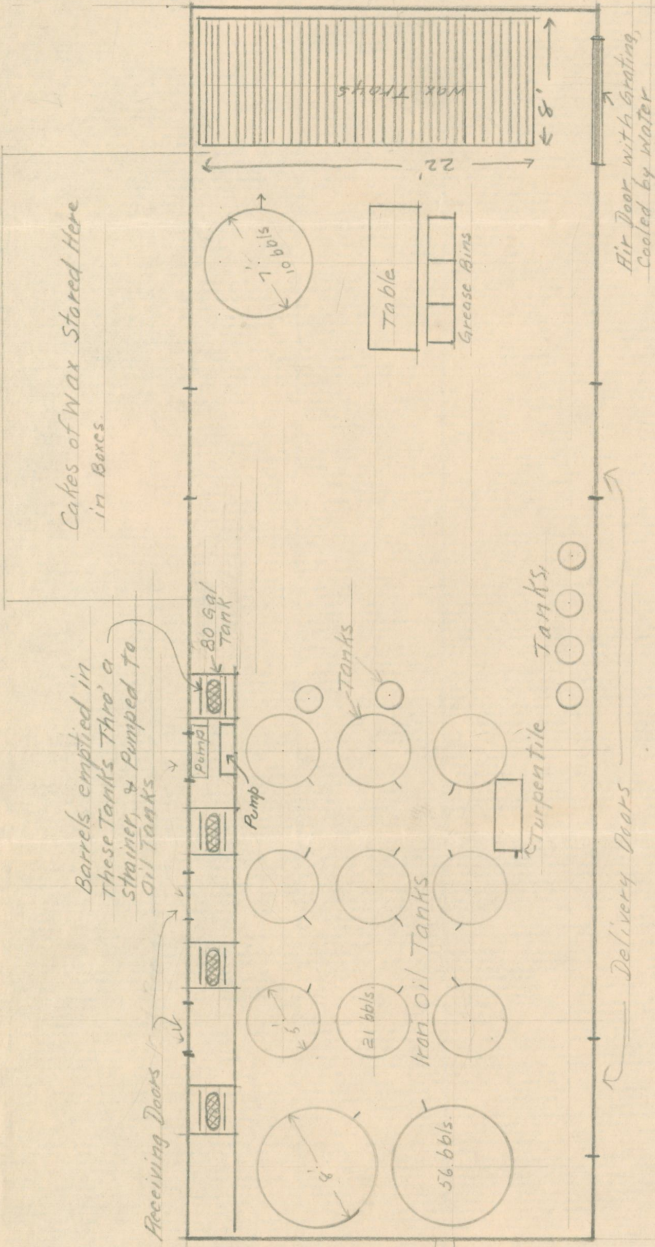 Receiving Doors
Barrels emptied in
These Tanks Thro' a
strainer, & Pumped to
Oil Tanks
Cakes of Wax Stored Here
in Boxes
80 Gal
Tank
Pump
Pump
Tanks
8'
56.bbls.
5'
21 bbls.
Iron Oil Tanks
Turpentile Tanks,
7'
10 bbls
Table
Grease Bins
Wax Trays
22'
8'
Delivery Doors
Air Door with Grating,
Cooled by Water